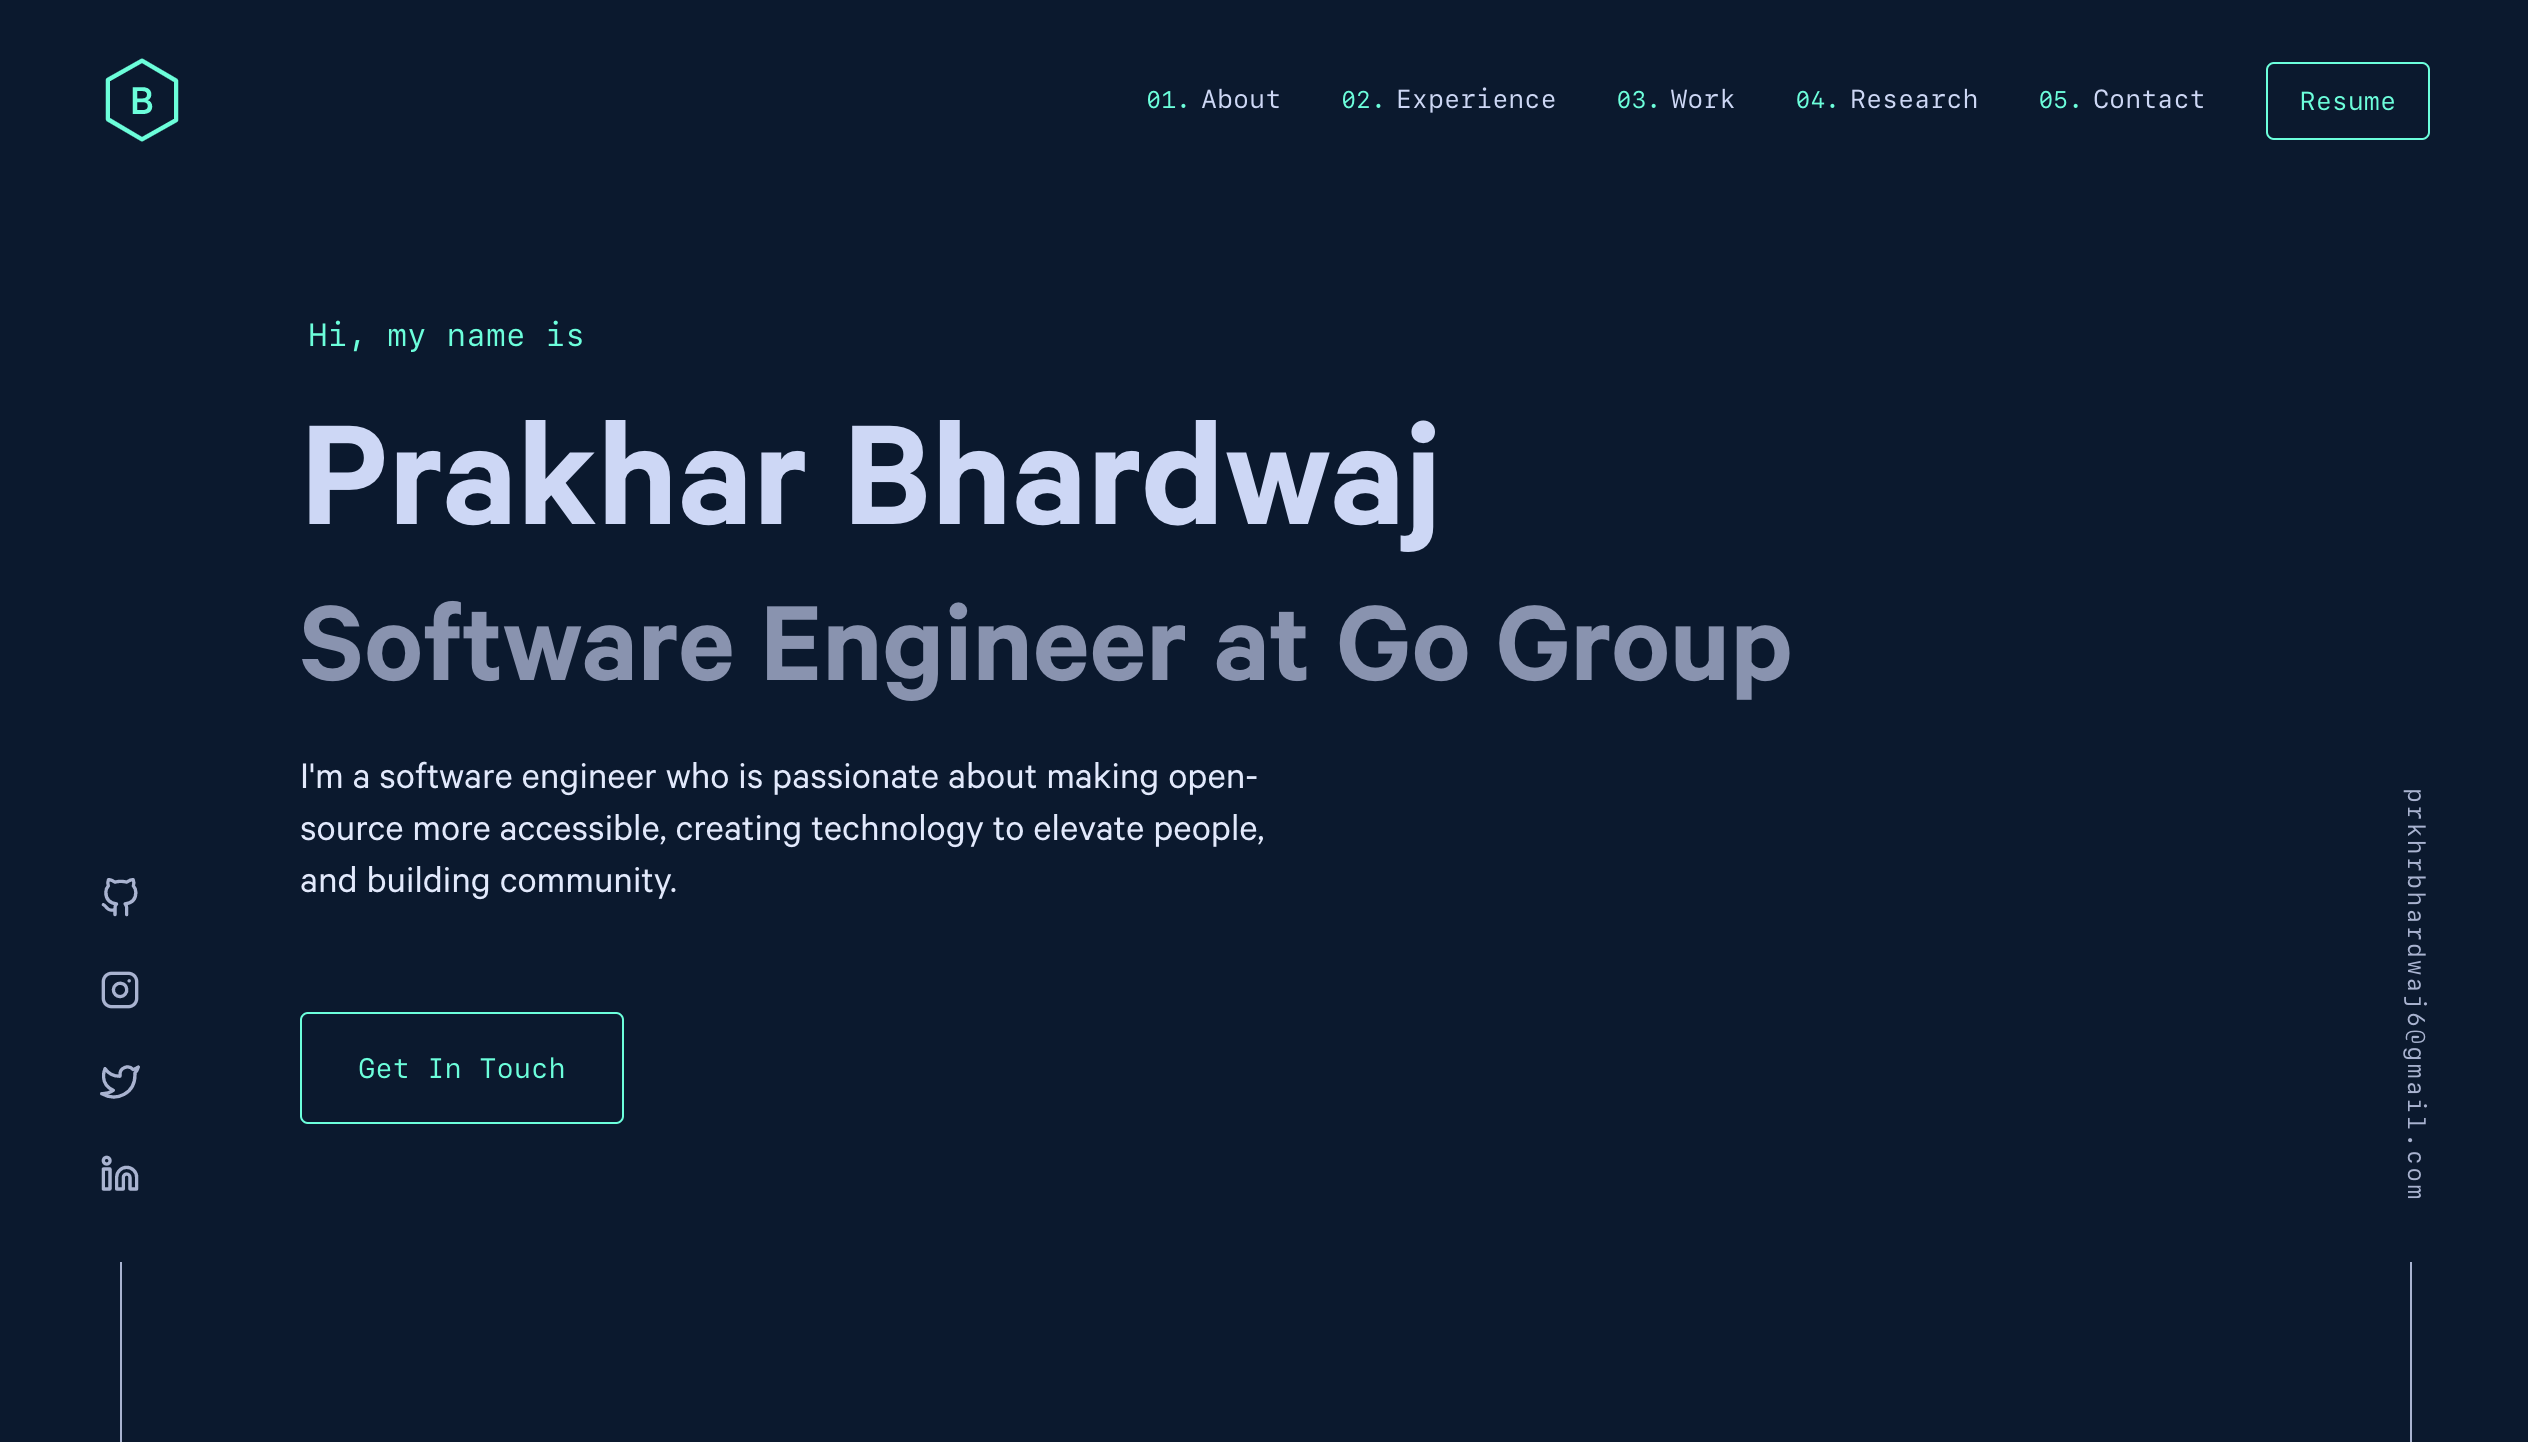 B
01. About 02. Experience 03. Work 04. Research 05. Contact Resume
Hi, my name is
Prakhar Bhardwaj
Software Engineer at Go Group
I'm a software engineer who is passionate about making open-
source more accessible, creating technology to elevate people,
and building community.
Get In Touch
prkhrbhardwaj6@gmail.com